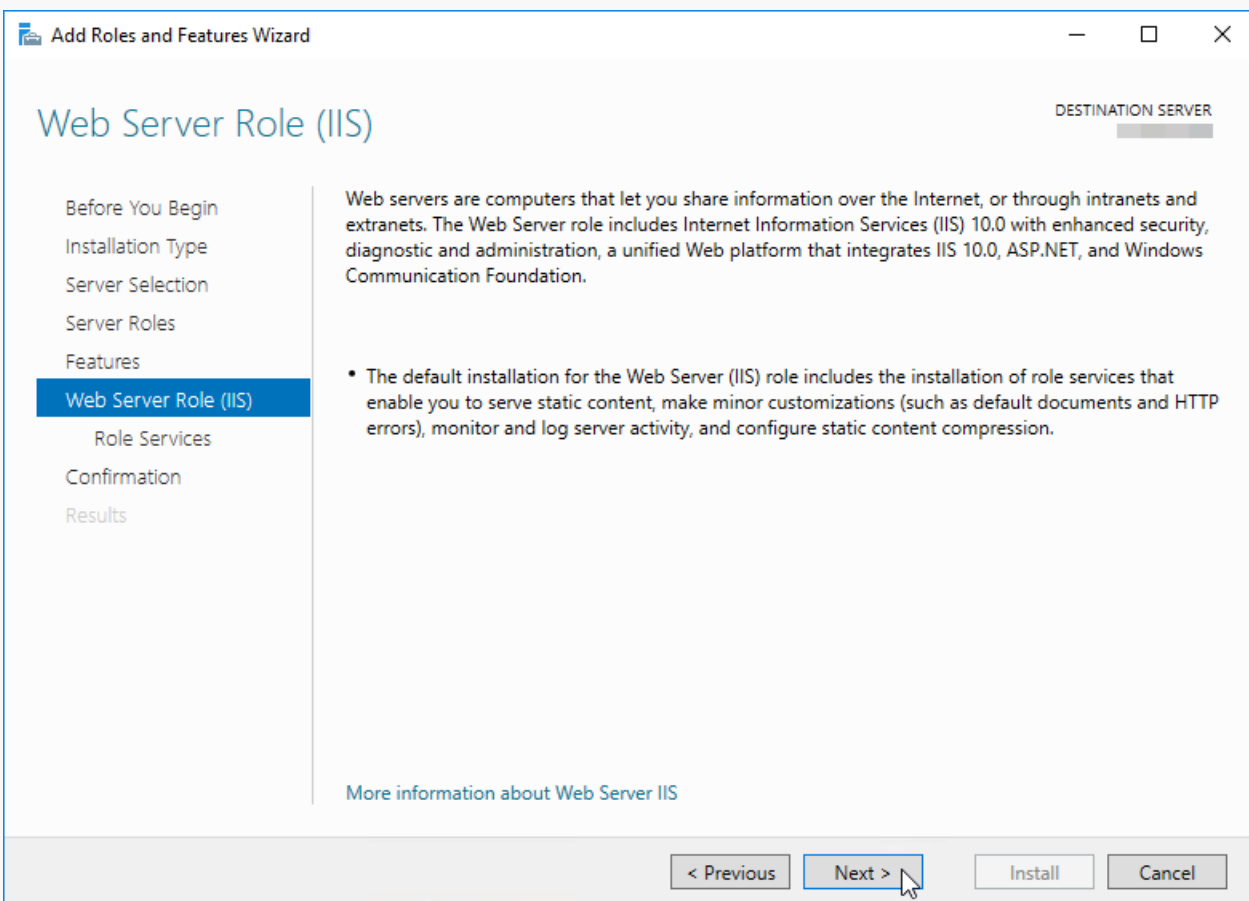 Add Roles and Features Wizard
Web Server Role (IIS)
DESTINATION SERVER
Before You Begin
Installation Type
Server Selection
Server Roles
Features
Web Server Role (IIS)
Role Services
Confirmation
Results
Web servers are computers that let you share information over the Internet, or through intranets and
extranets. The Web Server role includes Internet Information Services (IIS) 10.0 with enhanced security,
diagnostic and administration, a unified Web platform that integrates IIS 10.0, ASP.NET, and Windows
Communication Foundation.
• The default installation for the Web Server (IIS) role includes the installation of role services that
enable you to serve static content, make minor customizations (such as default documents and HTTP
errors), monitor and log server activity, and configure static content compression.
More information about Web Server IIS
< Previous
Next >
Install
Cancel